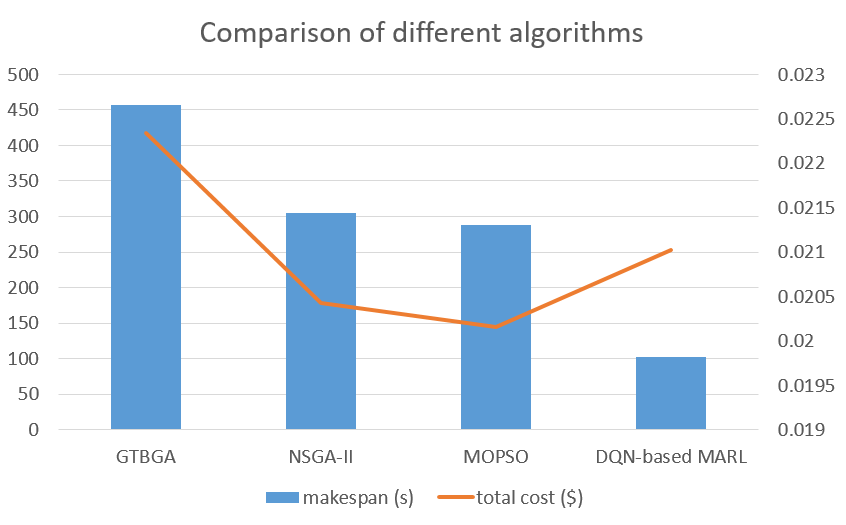 Comparison of different algorithms
500
450
400
350
300
250
200
150
100
50
0
0.023
0.0225
0.022
0.0215
0.021
0.0205
0.02
0.0195
0.019
GTBGA
NSGA-II
MOPSO
DQN-based MARL
makespan (s)
total cost ($)